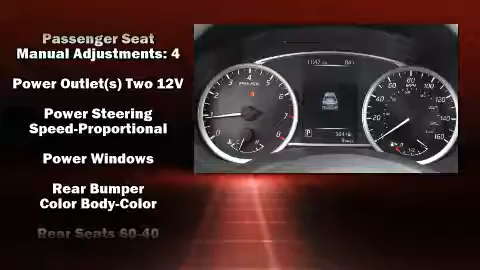 Passenger Seat
Manual Adjustments: 4
Power Outlet(s) Two 12V
Power Steering
Speed-Proportional
Power Windows
Rear Bumper
Color Body-Color
Rear Seats 60-40